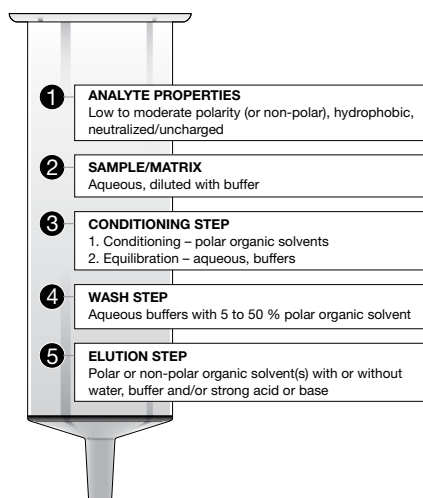 1
ANALYTE PROPERTIES
Low to moderate polarity (or non-polar), hydrophobic,
neutralized/uncharged
2
SAMPLE/MATRIX
Aqueous, diluted with buffer
3
CONDITIONING STEP
1. Conditioning – polar organic solvents
2. Equilibration – aqueous, buffers
4
WASH STEP
Aqueous buffers with 5 to 50 % polar organic solvent
5
ELUTION STEP
Polar or non-polar organic solvent(s) with or without
water, buffer and/or strong acid or base